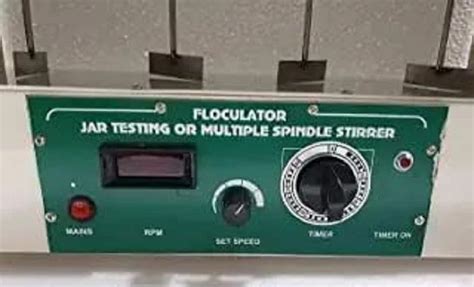 FLOCULATOR
JAR TESTING OR MULTIPLE SPINDLE STIRRER
MAINS
RPM
SET SPEED
TIMER
TIMER ON